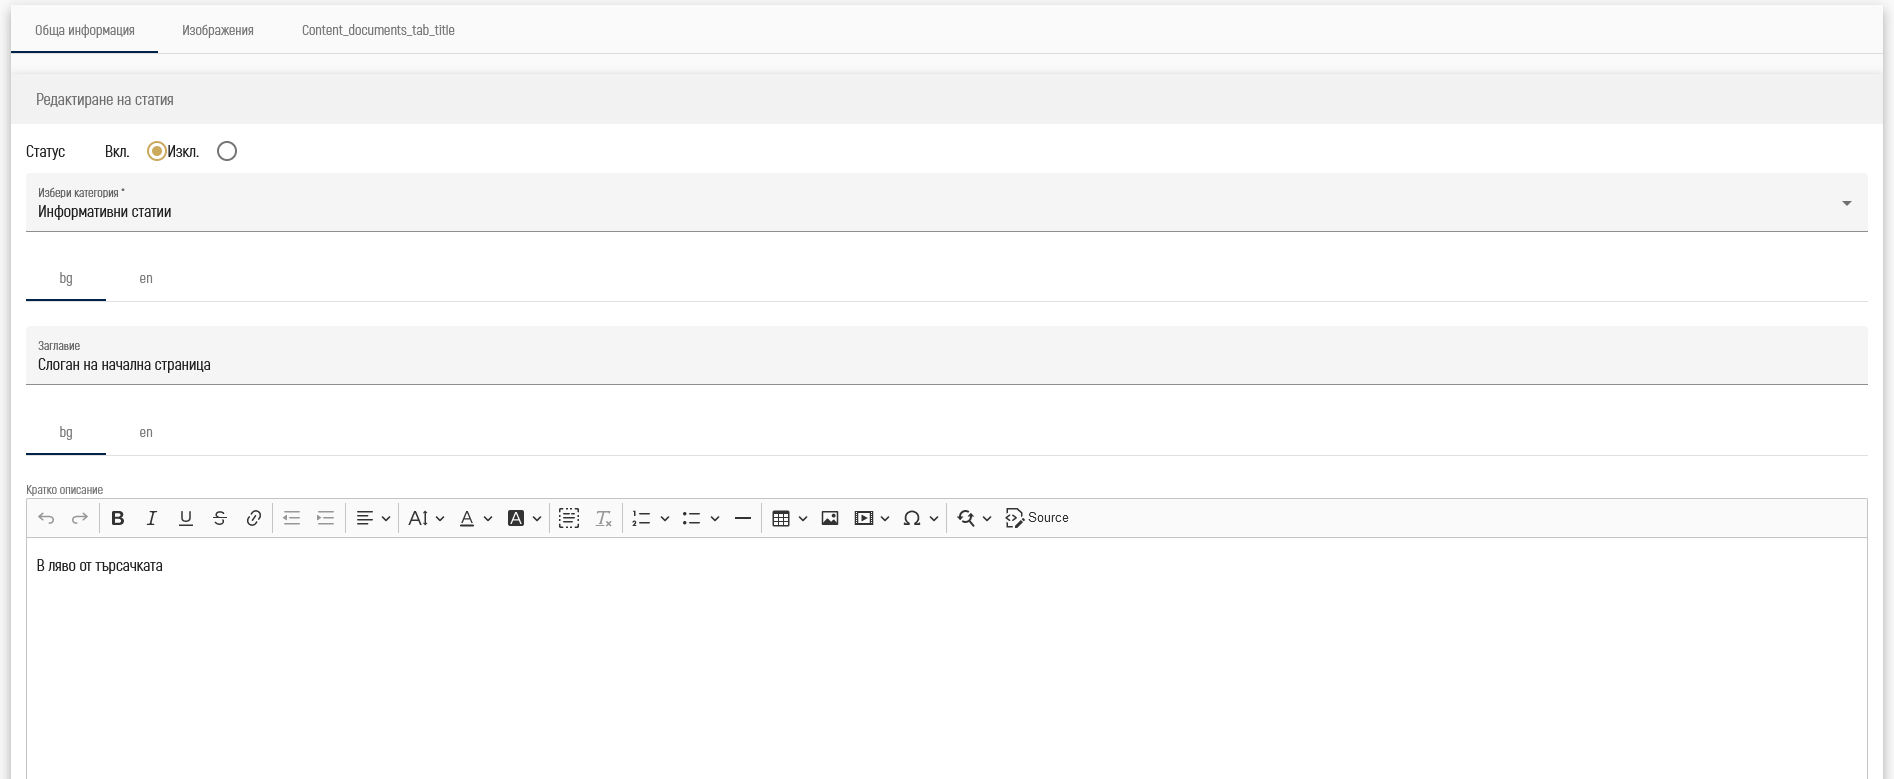 Обща информация Изображения Content_documents_tab_title
Редактиране на статия
Статус Вкл. Изкл.
Избери категория *
Информативни статии
bg en
Заглавие
Слоган на начална страница
bg en
Кратко описание
Source
В ляво от търсачката